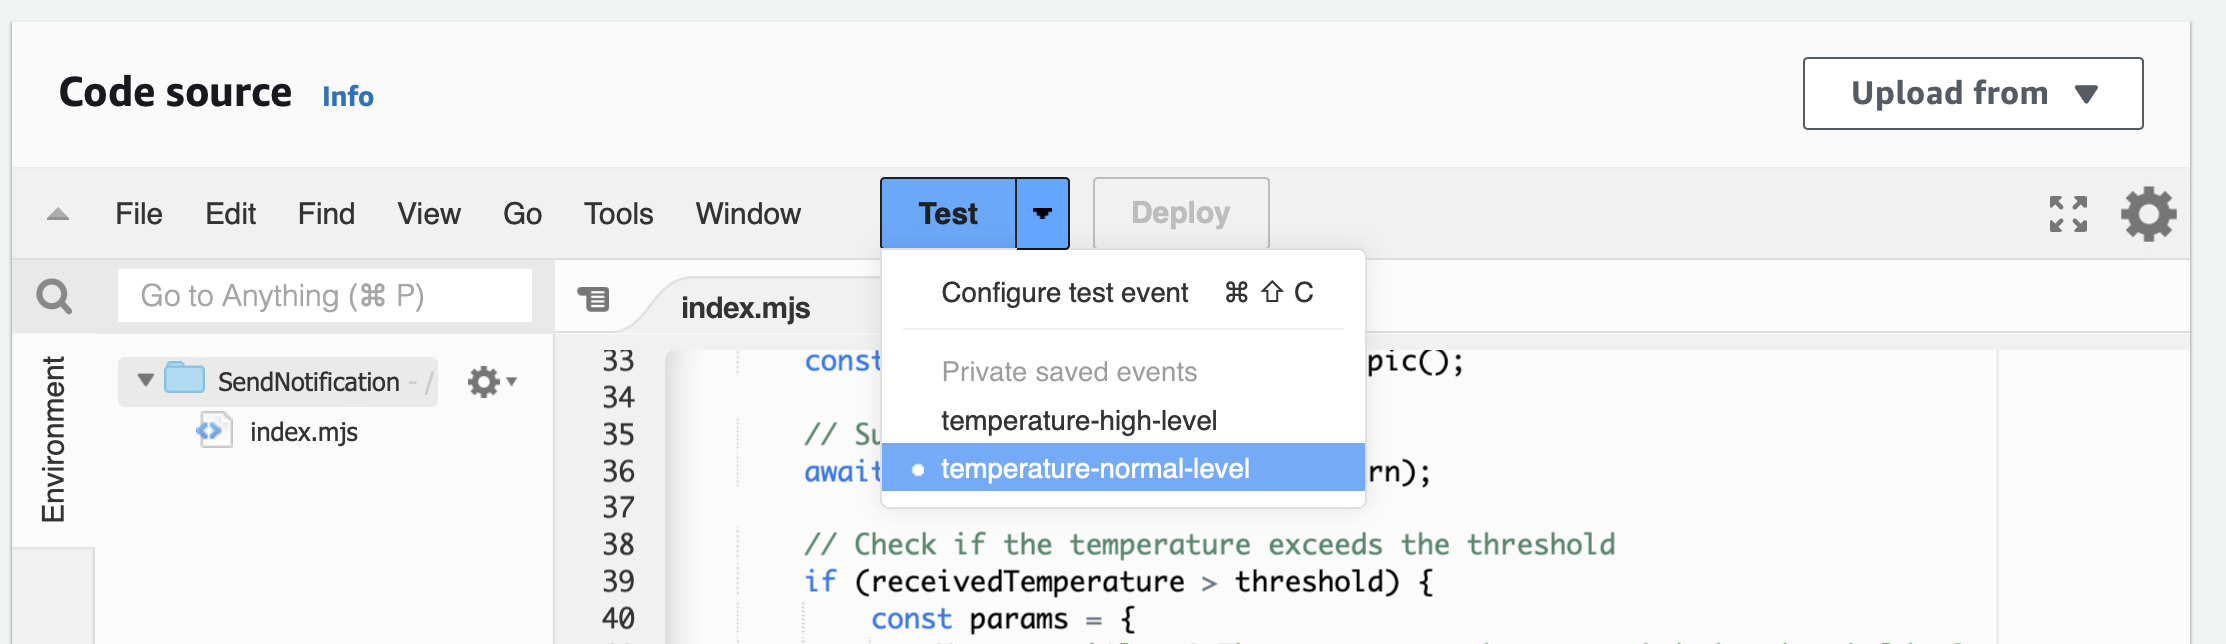 Code source Info
Upload from
File Edit Find View Go Tools Window Test Deploy
Go to Anything (⌘ P)
index.mjs
Configure test event ⌘ ⇧ C
Private saved events
temperature-high-level
temperature-normal-level
Environment
SendNotification - /
index.mjs
33 const pic();
34
35 // Su
36 await rn);
37
38 // Check if the temperature exceeds the threshold
39 if (receivedTemperature > threshold) {
40 const params = {